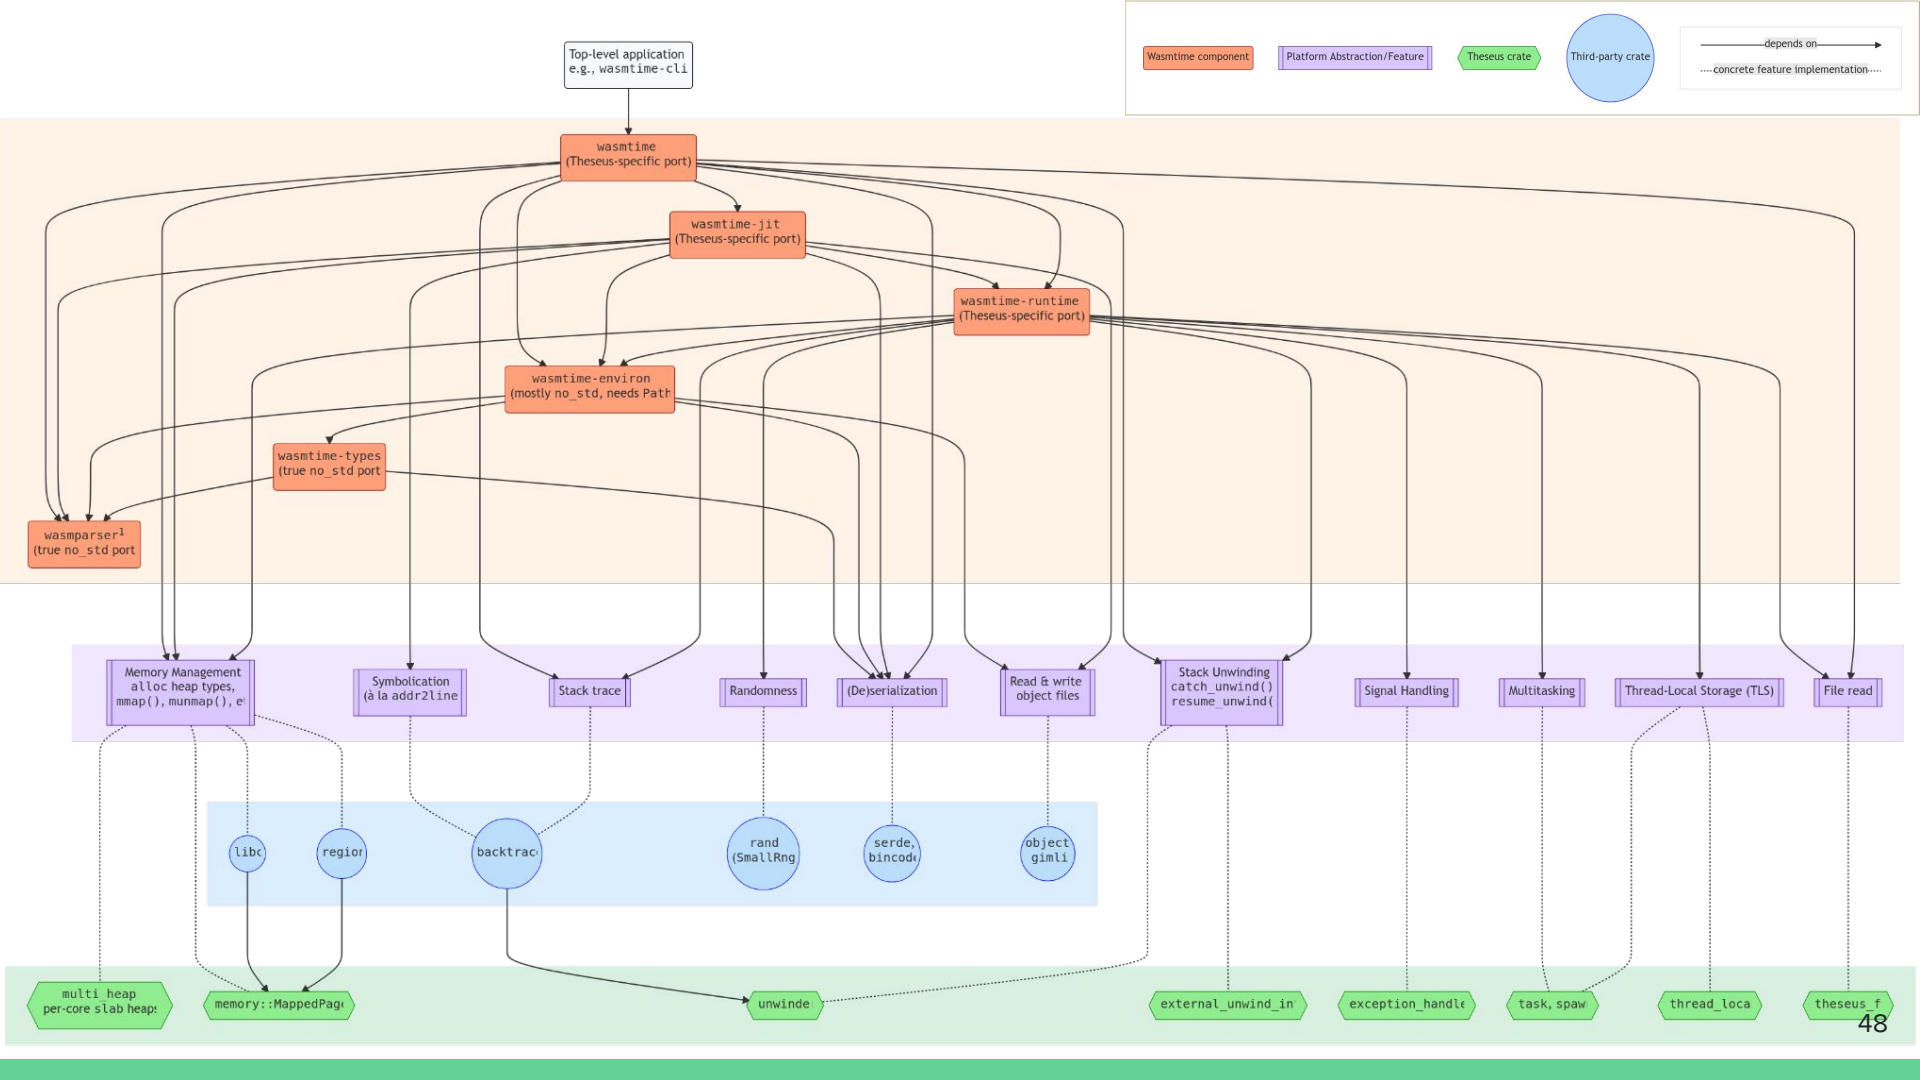 Top-level application
e.g., wasmtime-cli
Wasmtime component
Platform Abstraction/Feature
Theseus crate
Third-party crate
depends on
concrete feature implementation
wasmtime
(Theseus-specific port)
wasmtime-jit
(Theseus-specific port)
wasmtime-runtime
(Theseus-specific port)
wasmtime-environ
(mostly no_std, needs Path
wasmtime-types
(true no_std port
wasmparser¹
(true no_std port
Memory Management
alloc heap types,
mmap(), munmap(), e
Symbolication
(à la addr2line
Stack trace
Randomness
(De)serialization
Read & write
object files
Stack Unwinding
catch_unwind()
resume_unwind(
Signal Handling
Multitasking
Thread-Local Storage (TLS)
File read
libc
region
backtrac
rand
(SmallRng
serde,
bincod
object
gimli
multi_heap
per-core slab heaps
memory::MappedPag
unwinde
external_unwind_in
exception_handle
task, spaw
thread_loca
theseus_f
48